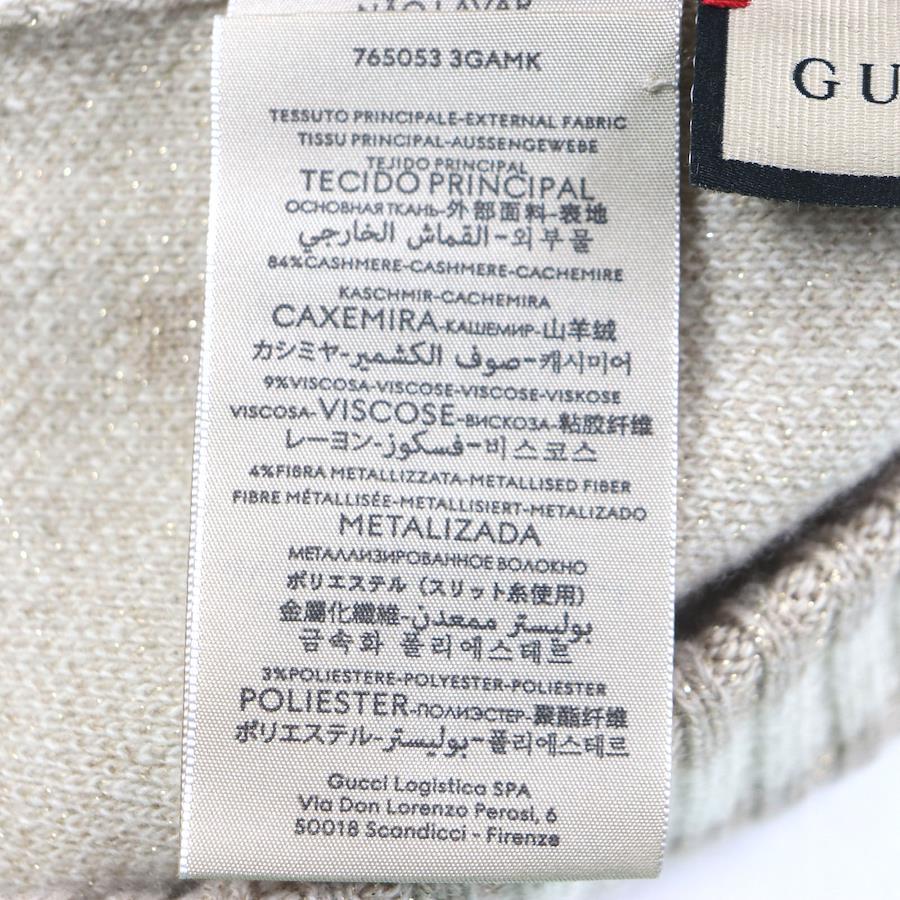 NÃO LAVAR
765053 3GAMK
GU
TESSUTO PRINCIPALE-EXTERNAL FABRIC
TISSU PRINCIPAL-AUSSENGEWEBE
TEJIDO PRINCIPAL
TECIDO PRINCIPAL
ОСНОВНАЯ ТКАНЬ-外部面料-表地
القماش الخارجي-외부물
84%CASHMERE-CASHMERE-CACHEMIRE
KASCHMIR-CACHEMIRA
CAXEMIRA-КАШЕМИР-山羊绒
カシミヤ-صوف الكشمير-캐시미어
9%VISCOSA-VISCOSE-VISCOSE-VISKOSE
VISCOSA-VISCOSE-ВИСКОЗА-粘胶纤维
レーヨン-فسكوز-비스코스
4%FIBRA METALLIZZATA-METALLISED FIBER
FIBRE MÉTALLISÉE-METALLISIERT-METALIZADO
METALIZADA
МЕТАЛЛИЗИРОВАННОЕ ВОЛОКНО
ポリエステル (スリット糸使用)
金屬化纖維-بوليستر ممعدن
금속화 폴리에스테르
3%POLIESTERE-POLYESTER-POLYESTER
POLIESTER-ПОЛИЭСТЕР-聚酯纤维
ポリエステル-بوليستر-폴리에스테르
Gucci Logistica SPA
Via Don Lorenzo Perosi, 6
50018 Scandicci - Firenze